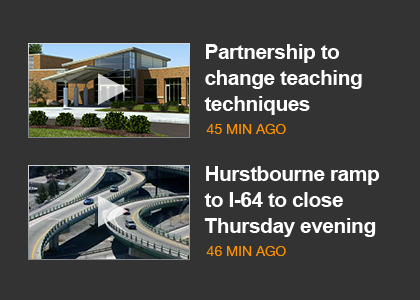 Partnership to
change teaching
techniques
45 MIN AGO
Hurstbourne ramp
to I-64 to close
Thursday evening
46 MIN AGO